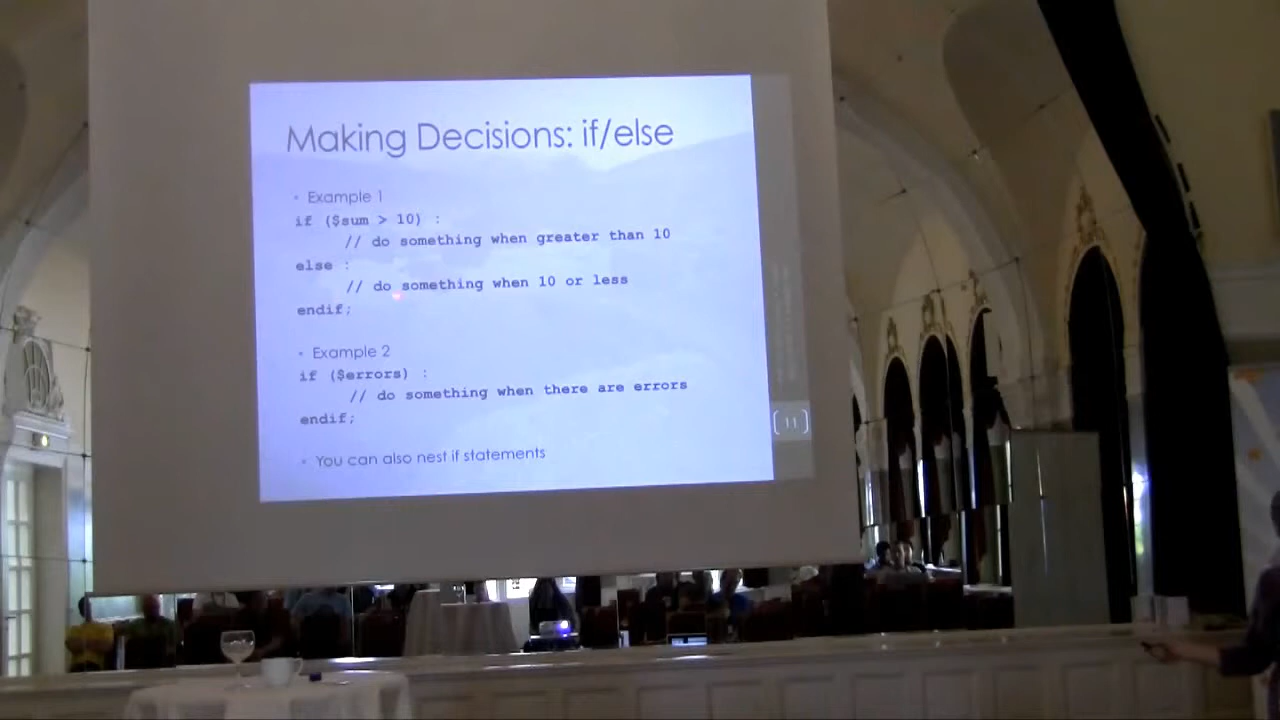 Making Decisions: if/else
• Example 1
if ($sum > 10) :
// do something when greater than 10
else :
// do something when 10 or less
endif;
• Example 2
if ($errors) :
// do something when there are errors
endif;
• You can also nest if statements
[ 11 ]